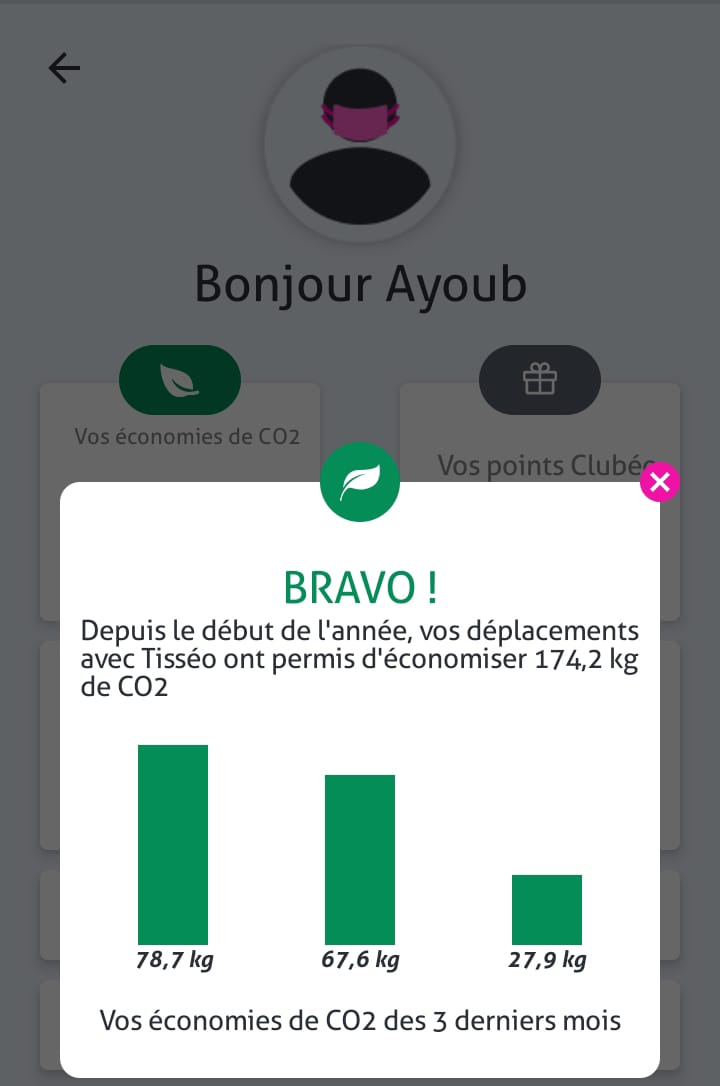 Bonjour Ayoub
Vos économies de CO2
Vos points
BRAVO !
Depuis le début de l'année, vos déplacements
avec Tisséo ont permis d'économiser 174,2 kg
de CO2
78,7 kg
67,6 kg
27,9 kg
Vos économies de CO2 des 3 derniers mois